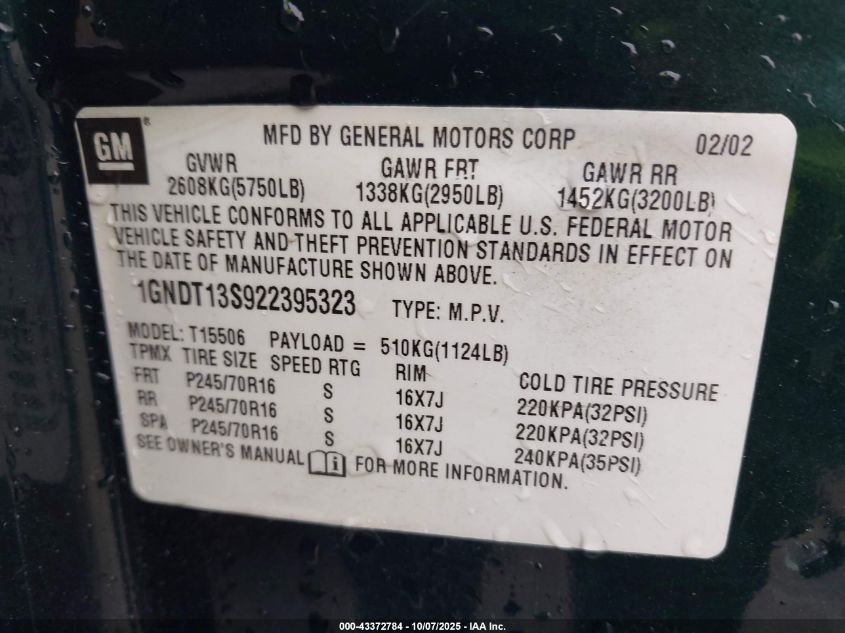 GM ®
MFD BY GENERAL MOTORS CORP 02/02
GVWR GAWR FRT GAWR RR
2608KG(5750LB) 1338KG(2950LB) 1452KG(3200LB)
THIS VEHICLE CONFORMS TO ALL APPLICABLE U.S. FEDERAL MOTOR
VEHICLE SAFETY AND THEFT PREVENTION STANDARDS IN EFFECT ON
THE DATE OF MANUFACTURE SHOWN ABOVE.
1GNDT13S922395323 TYPE: M.P.V.
MODEL: T15506 PAYLOAD = 510KG(1124LB)
TPMX TIRE SIZE SPEED RTG RIM COLD TIRE PRESSURE
FRT P245/70R16 S 16X7J 220KPA(32PSI)
RR P245/70R16 S 16X7J 220KPA(32PSI)
SPA P245/70R16 S 16X7J 240KPA(35PSI)
SEE OWNER'S MANUAL i FOR MORE INFORMATION.
000-43372784 - 10/07/2025 - IAA Inc.